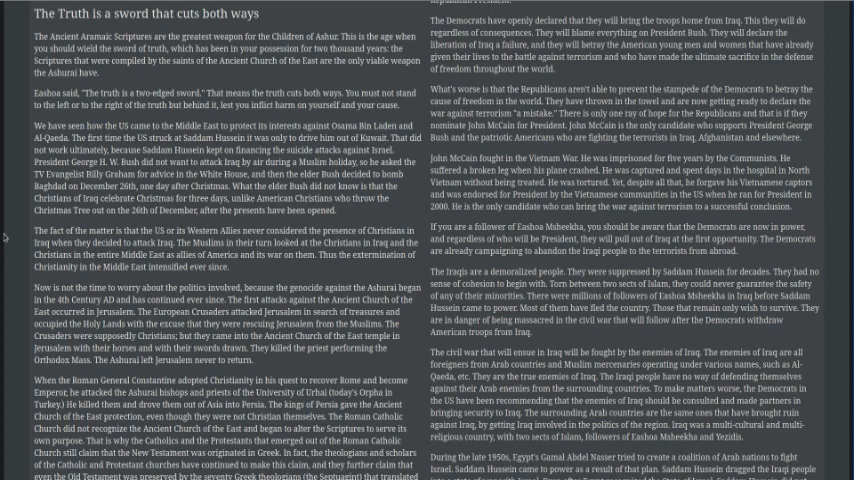 The Truth is a sword that cuts both ways
The Ancient Aramaic Scriptures are the greatest weapon for the Children of Ashur. This is the age when
you should wield the sword of truth, which has been in your possession for two thousand years: the
Scriptures that were compiled by the saints of the Ancient Church of the East are the only viable weapon
the Ashurai have.
Eashoa said, "The truth is a two-edged sword." That means the truth cuts both ways. You must not stand
to the left or to the right of the truth but behind it, lest you inflict harm on yourself and your cause.
We have seen how the US came to the Middle East to protect its interests against Osama Bin Laden and
Al-Qaeda. The first time the US struck at Saddam Hussein it was only to drive him out of Kuwait. That did
not work ultimately, because Saddam Hussein kept on financing the suicide attacks against Israel.
President George H. W. Bush did not want to attack Iraq by air during a Muslim holiday, so he asked the
TV Evangelist Billy Graham for advice in the White House, and then the elder Bush decided to bomb
Baghdad on December 26th, one day after Christmas. What the elder Bush did not know is that the
Christians of Iraq celebrate Christmas for three days, unlike American Christians who throw the
Christmas Tree out on the 26th of December, after the presents have been opened.
The fact of the matter is that the US or its Western Allies never considered the presence of Christians in
Iraq when they decided to attack Iraq. The Muslims in their turn looked at the Christians in Iraq and the
Christians in the entire Middle East as allies of America and its war on them. Thus the extermination of
Christianity in the Middle East intensified ever since.
Now is not the time to worry about the politics involved, because the genocide against the Ashurai began
in the 4th Century AD and has continued ever since. The first attacks against the Ancient Church of the
East occurred in Jerusalem. The European Crusaders attacked Jerusalem in search of treasures and
occupied the Holy Lands with the excuse that they were rescuing Jerusalem from the Muslims. The
Crusaders were supposedly Christians; but they came into the Ancient Church of the East temple in
Jerusalem with their horses and with their swords drawn. They killed the priest performing the
Orthodox Mass. The Ashurai left Jerusalem never to return.
When the Roman General Constantine adopted Christianity in his quest to recover Rome and become
Emperor, he attacked the Ashurai bishops and priests of the University of Urhai (today's Orpha in
Turkey.) He killed them and drove them out of Asia into Persia. The kings of Persia gave the Ancient
Church of the East protection, even though they were not Christian themselves. The Roman Catholic
Church did not recognize the Ancient Church of the East and began to alter the Scriptures to serve its
own purpose. That is why the Catholics and the Protestants that emerged out of the Roman Catholic
Church still claim that the New Testament was originated in Greek. In fact, the theologians and scholars
of the Catholic and Protestant churches have continued to make this claim, and they further claim that
even the Old Testament was preserved by the seventy Greek theologians (the Septuagint) that translated
Republican President.
The Democrats have openly declared that they will bring the troops home from Iraq. This they will do
regardless of consequences. They will blame everything on President Bush. They will declare the
liberation of Iraq a failure, and they will betray the American young men and women that have already
given their lives to the battle against terrorism and who have made the ultimate sacrifice in the defense
of freedom throughout the world.
What's worse is that the Republicans aren't able to prevent the stampede of the Democrats to betray the
cause of freedom in the world. They have thrown in the towel and are now getting ready to declare the
war against terrorism "a mistake." There is only one ray of hope for the Republicans and that is if they
nominate John McCain for President. John McCain is the only candidate who supports President George
Bush and the patriotic Americans who are fighting the terrorists in Iraq, Afghanistan and elsewhere.
John McCain fought in the Vietnam War. He was imprisoned for five years by the Communists. He
suffered a broken leg when his plane crashed. He was captured and spent days in the hospital in North
Vietnam without being treated. He was tortured. Yet, despite all that, he forgave his Vietnamese captors
and was endorsed for President by the Vietnamese communities in the US when he ran for President in
2000. He is the only candidate who can bring the war against terrorism to a successful conclusion.
If you are a follower of Eashoa Msheekha, you should be aware that the Democrats are now in power,
and regardless of who will be President, they will pull out of Iraq at the first opportunity. The Democrats
are already campaigning to abandon the Iraqi people to the terrorists from abroad.
The Iraqis are a demoralized people. They were suppressed by Saddam Hussein for decades. They had no
sense of cohesion to begin with. Torn between two sects of Islam, they could never guarantee the safety
of any of their minorities. There were millions of followers of Eashoa Msheekha in Iraq before Saddam
Hussein came to power. Most of them have fled the country. Those that remain only wish to survive. They
are in danger of being massacred in the civil war that will follow after the Democrats withdraw
American troops from Iraq.
The civil war that will ensue in Iraq will be fought by the enemies of Iraq. The enemies of Iraq are all
foreigners from Arab countries and Muslim mercenaries operating under various names, such as Al-
Qaeda, etc. They are the true enemies of Iraq. The Iraqi people have no way of defending themselves
against their Arab enemies from the surrounding countries. To make matters worse, the Democrats in
the US have been recommending that the enemies of Iraq should be consulted and made partners in
bringing security to Iraq. The surrounding Arab countries are the same ones that have brought ruin
against Iraq, by getting Iraq involved in the politics of the region. Iraq was a multi-cultural and multi-
religious country, with two sects of Islam, followers of Eashoa Msheekha and Yezidis.
During the late 1950s, Egypt's Gamal Abdel Nasser tried to create a coalition of Arab nations to fight
Israel. Saddam Hussein came to power as a result of that plan. Saddam Hussein dragged the Iraqi people